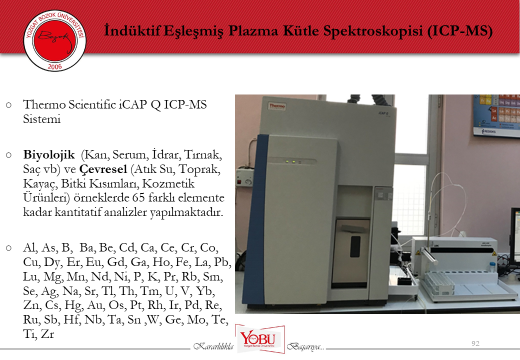 YOZGAT BOZOK ÜNİVERSİTESİ
Bozok
2006
İndüktif Eşleşmiş Plazma Kütle Spektroskopisi (ICP-MS)
Thermo Scientific iCAP Q ICP-MS
Sistemi
Biyolojik (Kan, Serum, İdrar, Tırnak,
Saç vb) ve Çevresel (Atık Su, Toprak,
Kayaç, Bitki Kısımları, Kozmetik
Ürünleri) örneklerde 65 farklı elemente
kadar kantitatif analizler yapılmaktadır.
Al, As, B, Ba, Be, Cd, Ca, Ce, Cr, Co,
Cu, Dy, Er, Eu, Gd, Ga, Ho, Fe, La, Pb,
Lu, Mg, Mn, Nd, Ni, P, K, Pr, Rb, Sm,
Se, Ag, Na, Sr, Tl, Th, Tm, U, V, Yb,
Zn, Cs, Hg, Au, Os, Pt, Rh, Ir, Pd, Re,
Ru, Sb, Hf, Nb, Ta, Sn ,W, Ge, Mo, Te,
Ti, Zr
Thermo
Kararlılıkla
YOBÜ
Başarıya...
92